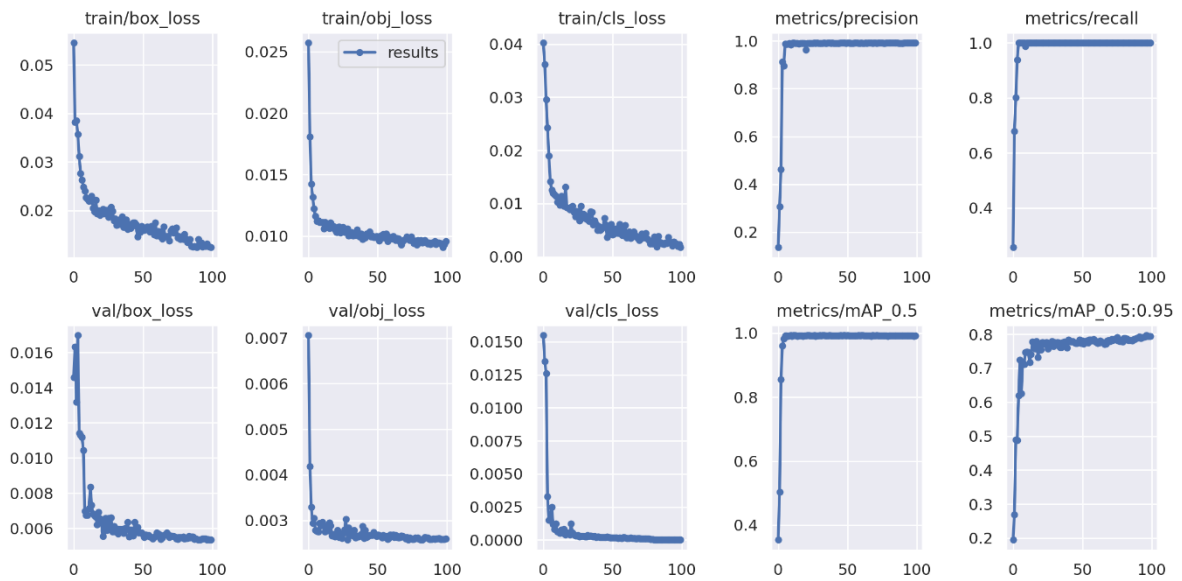 train/box_loss
0.05
0.04
0.03
0.02
0 50 100
train/obj_loss
results
0.025
0.020
0.015
0.010
0 50 100
train/cls_loss
0.04
0.03
0.02
0.01
0.00
0 50 100
metrics/precision
1.0
0.8
0.6
0.4
0.2
0 50 100
metrics/recall
1.0
0.8
0.6
0.4
0 50 100
val/box_loss
0.016
0.014
0.012
0.010
0.008
0.006
0 50 100
val/obj_loss
0.007
0.006
0.005
0.004
0.003
0 50 100
val/cls_loss
0.0150
0.0125
0.0100
0.0075
0.0050
0.0025
0.0000
0 50 100
metrics/mAP_0.5
1.0
0.8
0.6
0.4
0 50 100
metrics/mAP_0.5:0.95
0.8
0.7
0.6
0.5
0.4
0.3
0.2
0 50 100